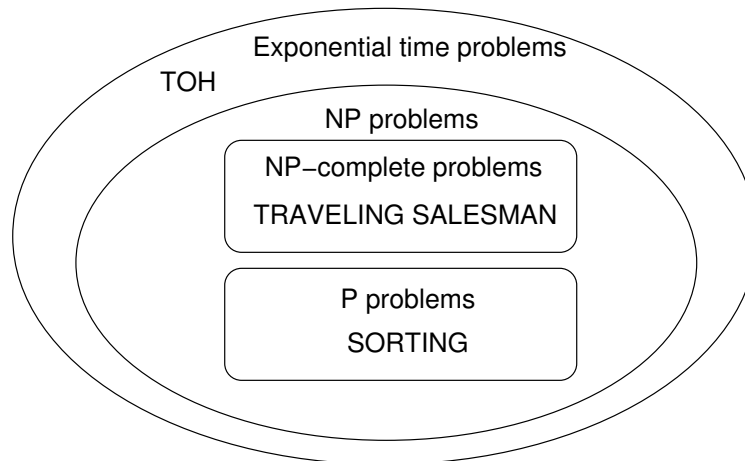 Exponential time problems
TOH
NP problems
NP−complete problems
TRAVELING SALESMAN
P problems
SORTING